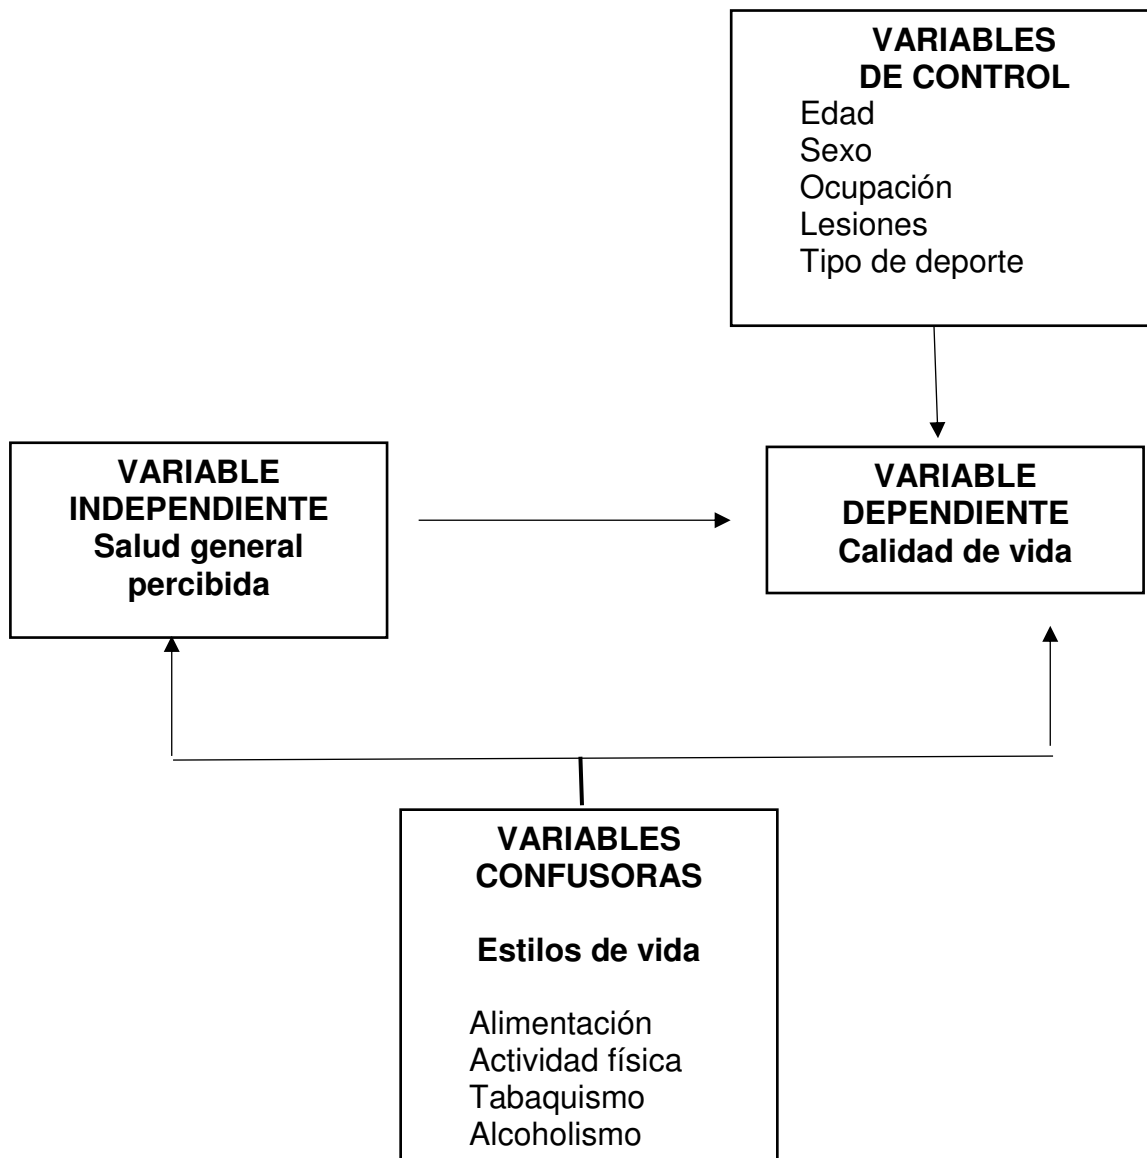 VARIABLES
DE CONTROL
Edad
Sexo
Ocupación
Lesiones
Tipo de deporte
VARIABLE
INDEPENDIENTE
Salud general
percibida
VARIABLE
DEPENDIENTE
Calidad de vida
VARIABLES
CONFUSORAS
Estilos de vida
Alimentación
Actividad física
Tabaquismo
Alcoholismo